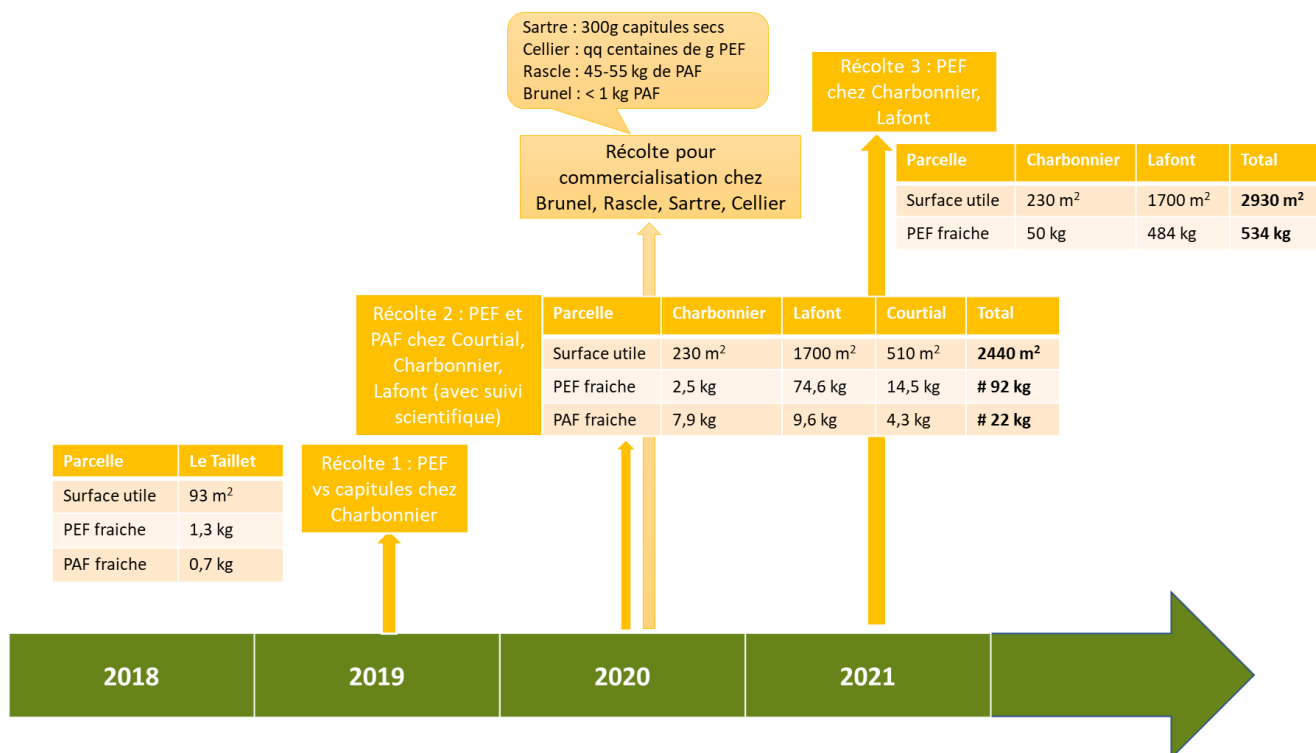 Sartre : 300g capitules secs
Cellier : qq centaines de g PEF
Rascle : 45-55 kg de PAF
Brunel : < 1 kg PAF
Récolte pour
commercialisation chez
Brunel, Rascle, Sartre, Cellier
Récolte 3 : PEF
chez Charbonnier,
Lafont
Parcelle Charbonnier Lafont Total
Surface utile 230 m² 1700 m² 2930 m²
PEF fraiche 50 kg 484 kg 534 kg
Récolte 2 : PEF et
PAF chez Courtial,
Charbonnier,
Lafont (avec suivi
scientifique)
Parcelle Charbonnier Lafont Courtial Total
Surface utile 230 m² 1700 m² 510 m² 2440 m²
PEF fraiche 2,5 kg 74,6 kg 14,5 kg # 92 kg
PAF fraiche 7,9 kg 9,6 kg 4,3 kg # 22 kg
Parcelle Le Taillet
Surface utile 93 m²
PEF fraiche 1,3 kg
PAF fraiche 0,7 kg
Récolte 1 : PEF
vs capitules chez
Charbonnier
2018 2019 2020 2021